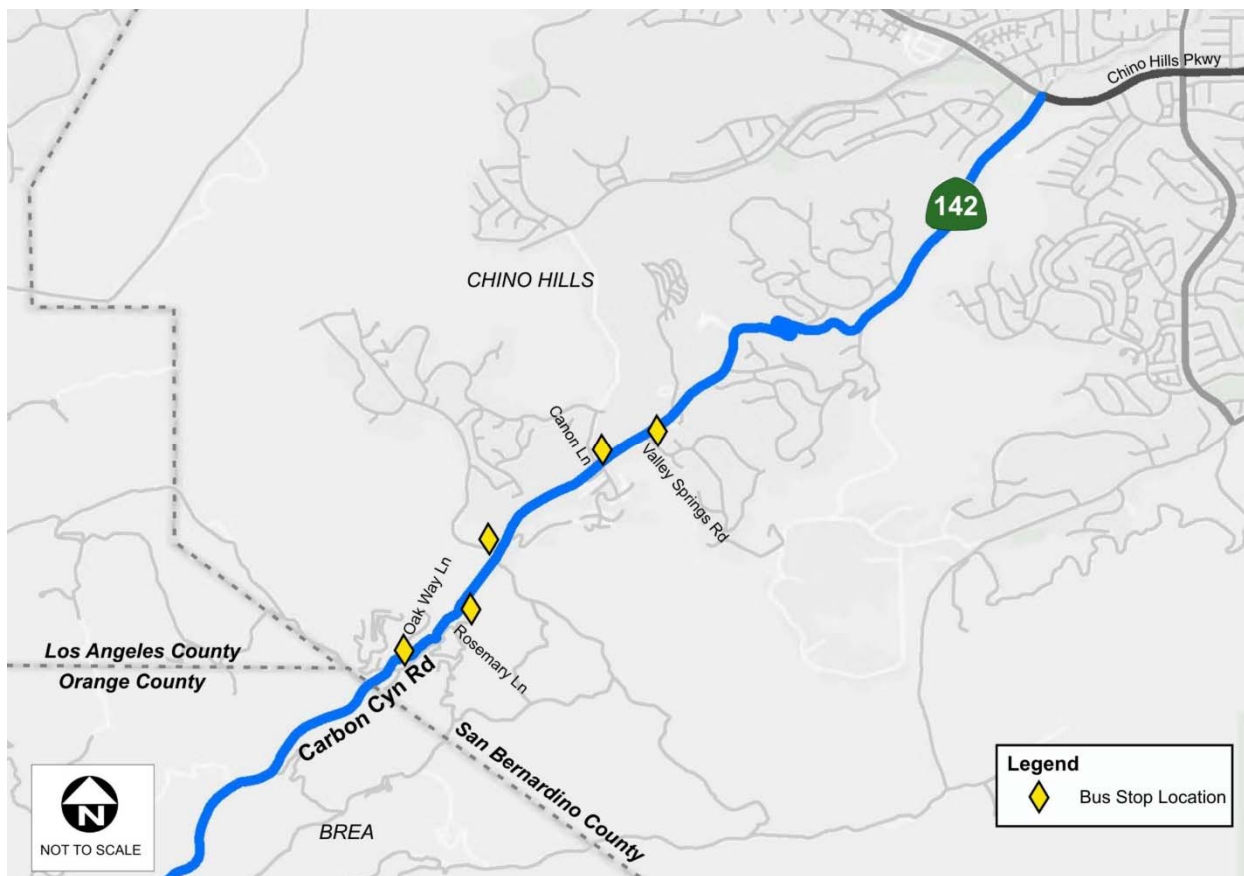 Chino Hills Pkwy
142
CHINO HILLS
Canon Ln
Valley Springs Rd
Oak Way Ln
Rosemary Ln
Los Angeles County
Orange County
Carbon Cyn Rd
San Bernardino County
BREA
N
NOT TO SCALE
Legend
Bus Stop Location